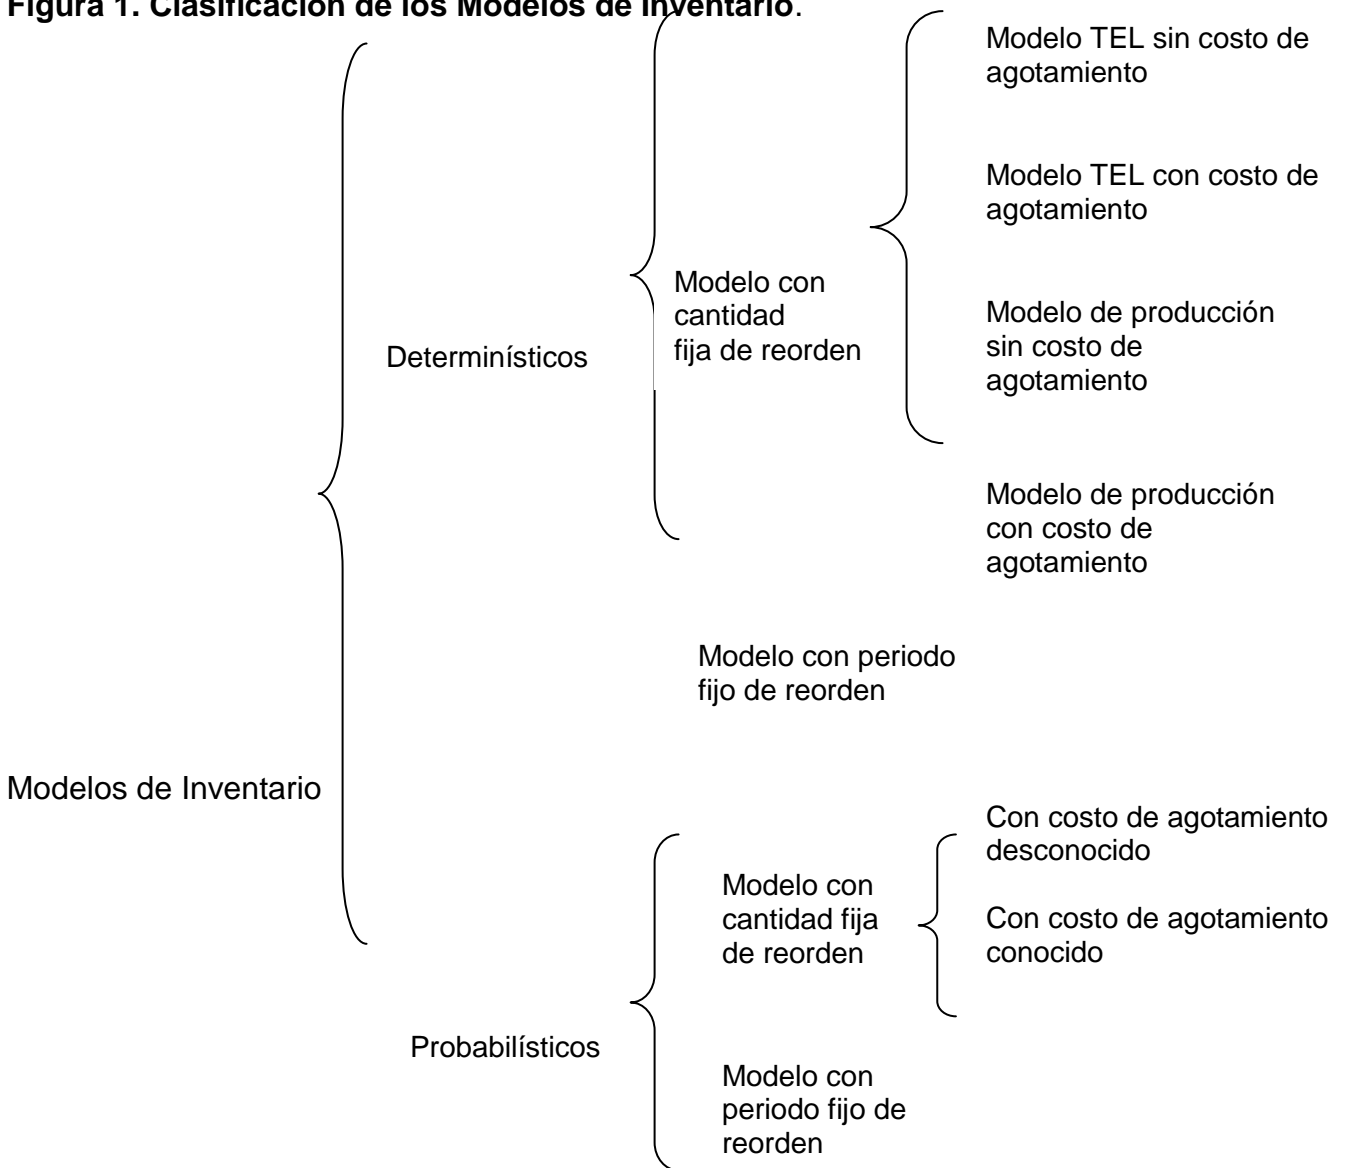 Figura 1. Clasificación de los Modelos de Inventario.
Modelo TEL sin costo de
agotamiento
Modelo TEL con costo de
agotamiento
Modelo con
cantidad
fija de reorden
Modelo de producción
sin costo de
agotamiento
Determinísticos
Modelo de producción
con costo de
agotamiento
Modelo con periodo
fijo de reorden
Modelos de Inventario
Con costo de agotamiento
desconocido
Modelo con
cantidad fija
de reorden
Con costo de agotamiento
conocido
Probabilísticos
Modelo con
periodo fijo de
reorden